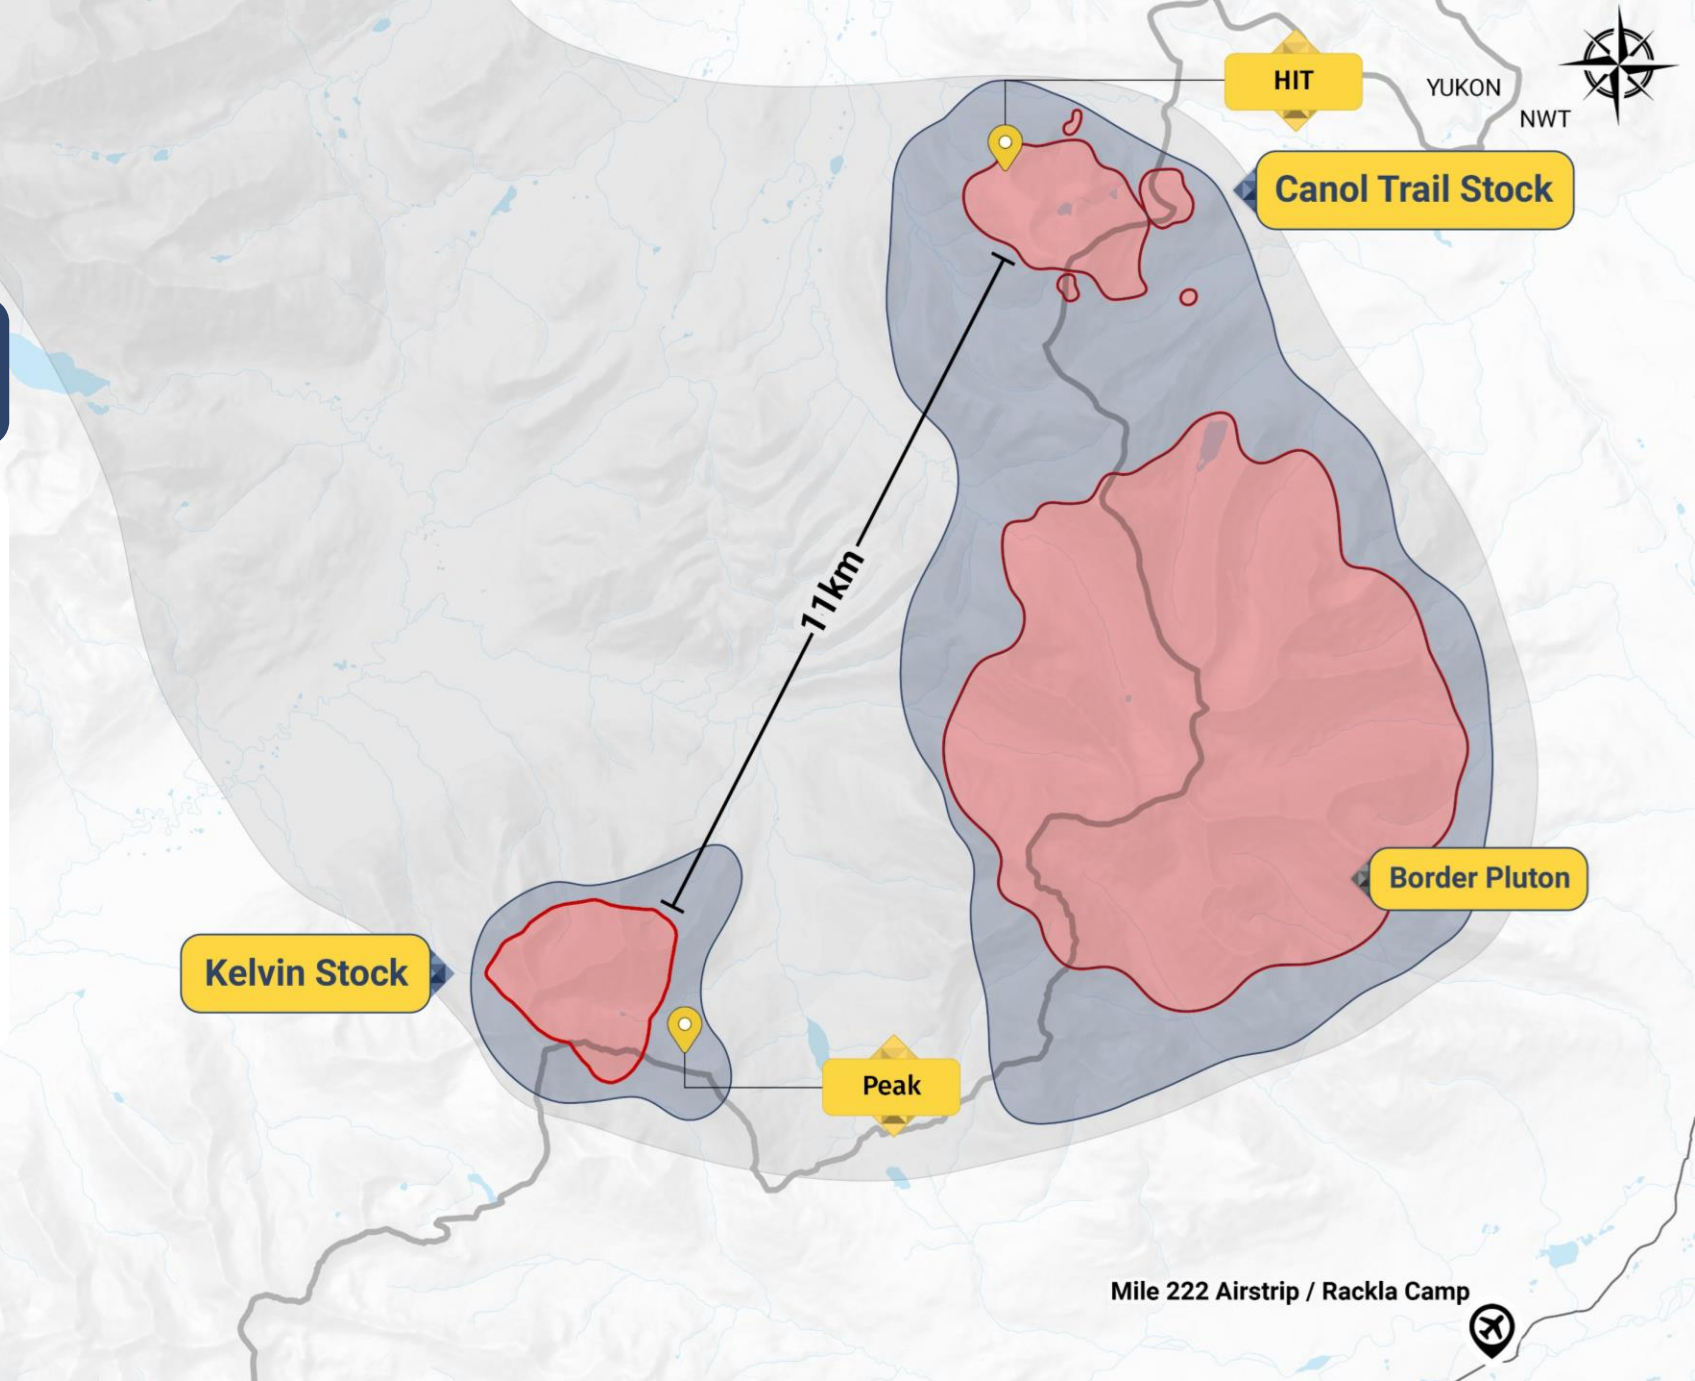 HIT
YUKON
NWT
Canol Trail Stock
11km
Border Pluton
Kelvin Stock
Peak
Mile 222 Airstrip / Rackla Camp